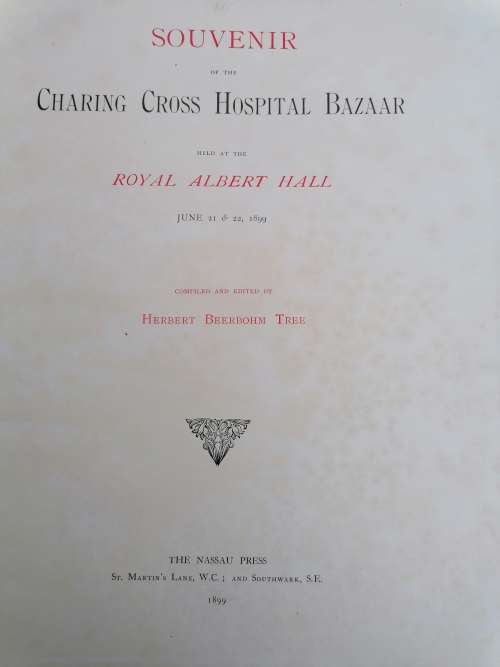 SOUVENIR
OF THE
CHARING CROSS HOSPITAL BAZAAR
HELD AT THE
ROYAL ALBERT HALL
JUNE 21 & 22, 1899
COMPILED AND EDITED BY
HERBERT BEERBOHM TREE
THE NASSAU PRESS
ST. MARTIN'S LANE, W.C.; AND SOUTHWARK, S.E.
1899